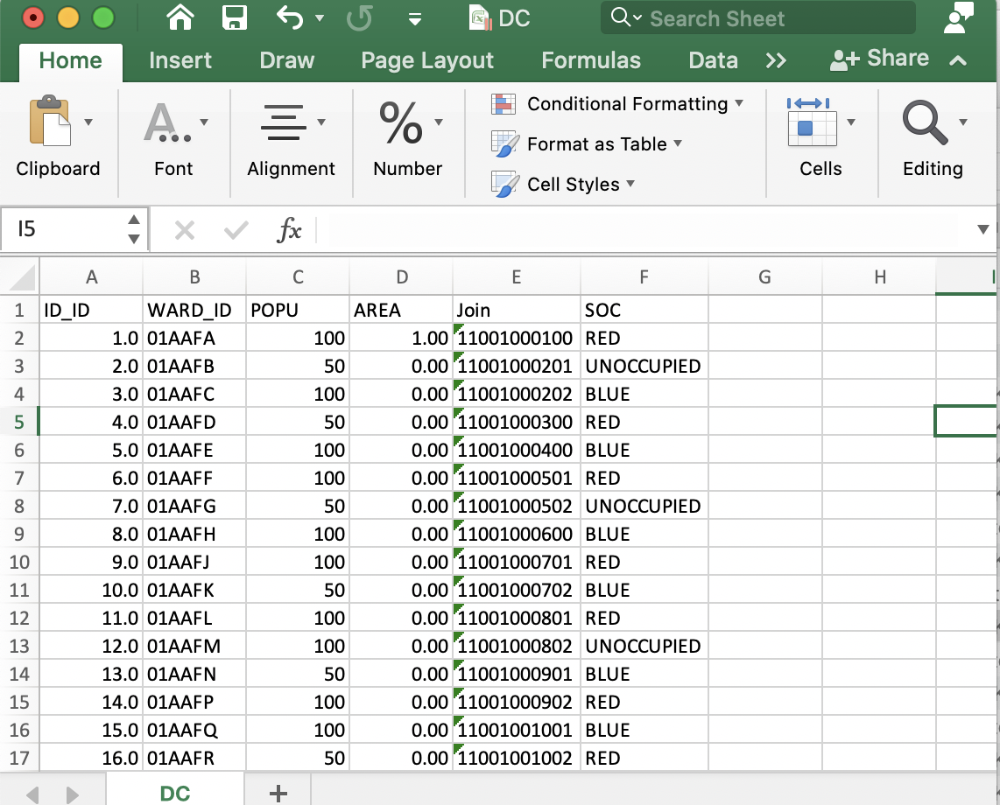 DC Search Sheet
Home Insert Draw Page Layout Formulas Data >> Share
Conditional Formatting
Format as Table
Cell Styles
Clipboard Font Alignment Number Cells Editing
I5 fx
A B C D E F G H I
1 ID_ID WARD_ID POPU AREA Join SOC
2 1.0 01AAFA 100 1.00 11001000100 RED
3 2.0 01AAFB 50 0.00 11001000201 UNOCCUPIED
4 3.0 01AAFC 100 0.00 11001000202 BLUE
5 4.0 01AAFD 50 0.00 11001000300 RED
6 5.0 01AAFE 100 0.00 11001000400 BLUE
7 6.0 01AAFF 100 0.00 11001000501 RED
8 7.0 01AAFG 50 0.00 11001000502 UNOCCUPIED
9 8.0 01AAFH 100 0.00 11001000600 BLUE
10 9.0 01AAFJ 100 0.00 11001000701 RED
11 10.0 01AAFK 50 0.00 11001000702 BLUE
12 11.0 01AAFL 100 0.00 11001000801 RED
13 12.0 01AAFM 100 0.00 11001000802 UNOCCUPIED
14 13.0 01AAFN 50 0.00 11001000901 BLUE
15 14.0 01AAFP 100 0.00 11001000902 RED
16 15.0 01AAFQ 100 0.00 11001001001 BLUE
17 16.0 01AAFR 50 0.00 11001001002 RED
DC +